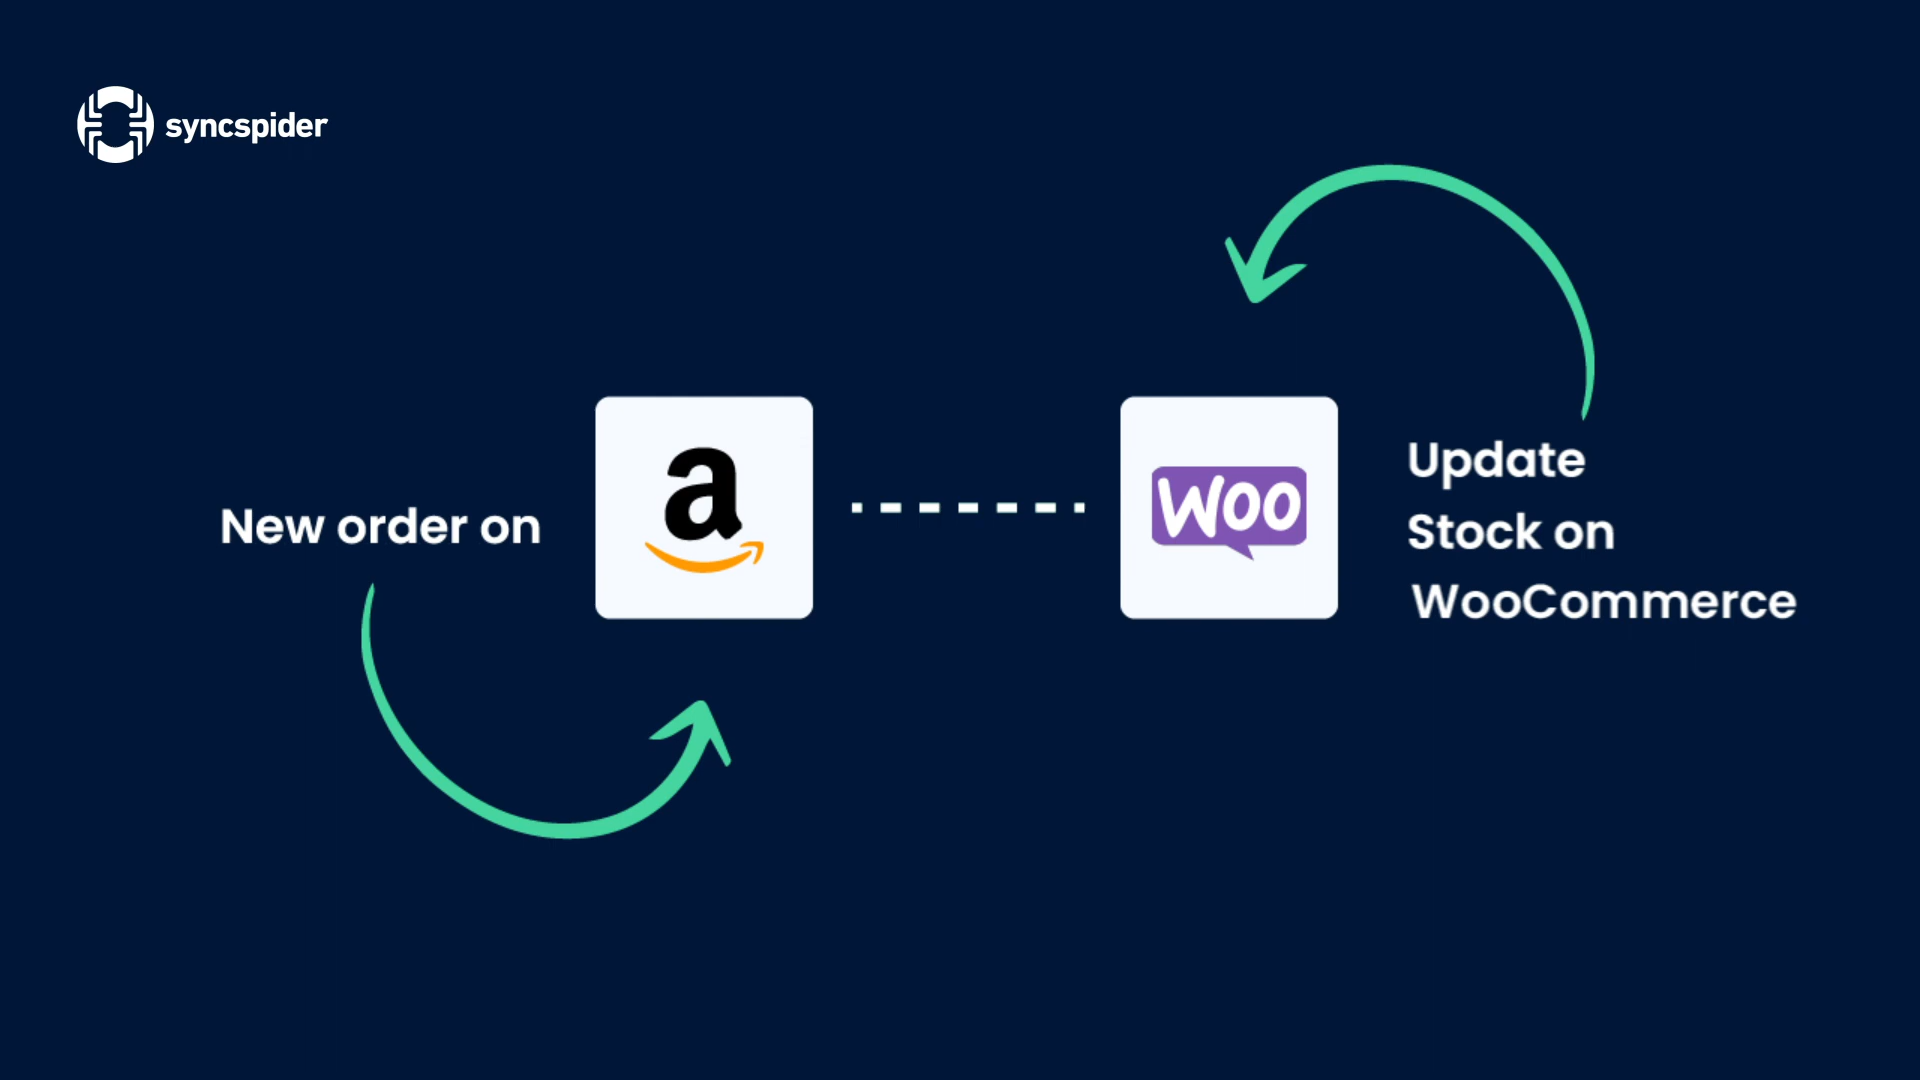 syncspider
New order on
a
Woo
Update
Stock on
WooCommerce